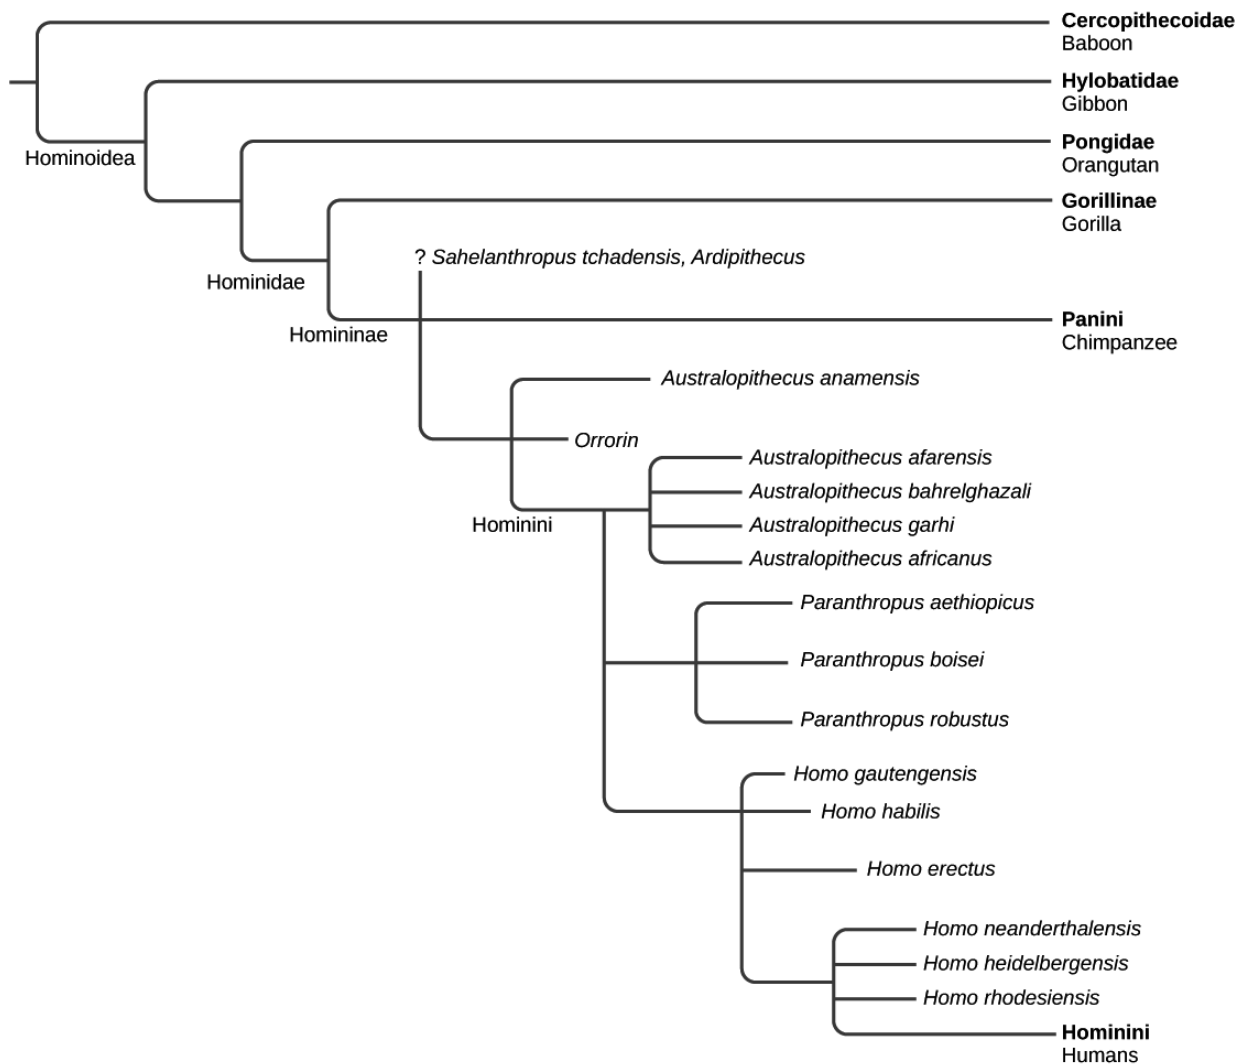 Cercopithecoidae
Baboon
Hylobatidae
Gibbon
Hominoidea
Pongidae
Orangutan
Gorillinae
Gorilla
? Sahelanthropus tchadensis, Ardipithecus
Hominidae
Panini
Chimpanzee
Homininae
Australopithecus anamensis
Orrorin
Australopithecus afarensis
Australopithecus bahrelghazali
Hominini
Australopithecus garhi
Australopithecus africanus
Paranthropus aethiopicus
Paranthropus boisei
Paranthropus robustus
Homo gautengensis
Homo habilis
Homo erectus
Homo neanderthalensis
Homo heidelbergensis
Homo rhodesiensis
Hominini
Humans